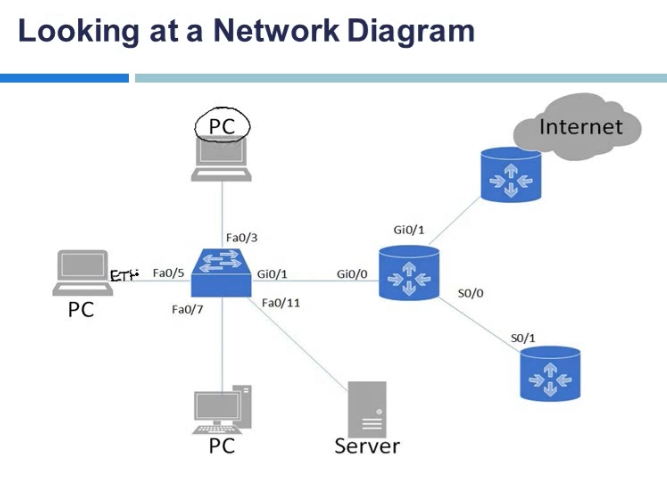 Looking at a Network Diagram
PC
Internet
Gi0/1
Fa0/3
ETH
Fa0/5
Gi0/1
Gi0/0
PC
Fa0/7
Fa0/11
S0/0
S0/1
PC
Server